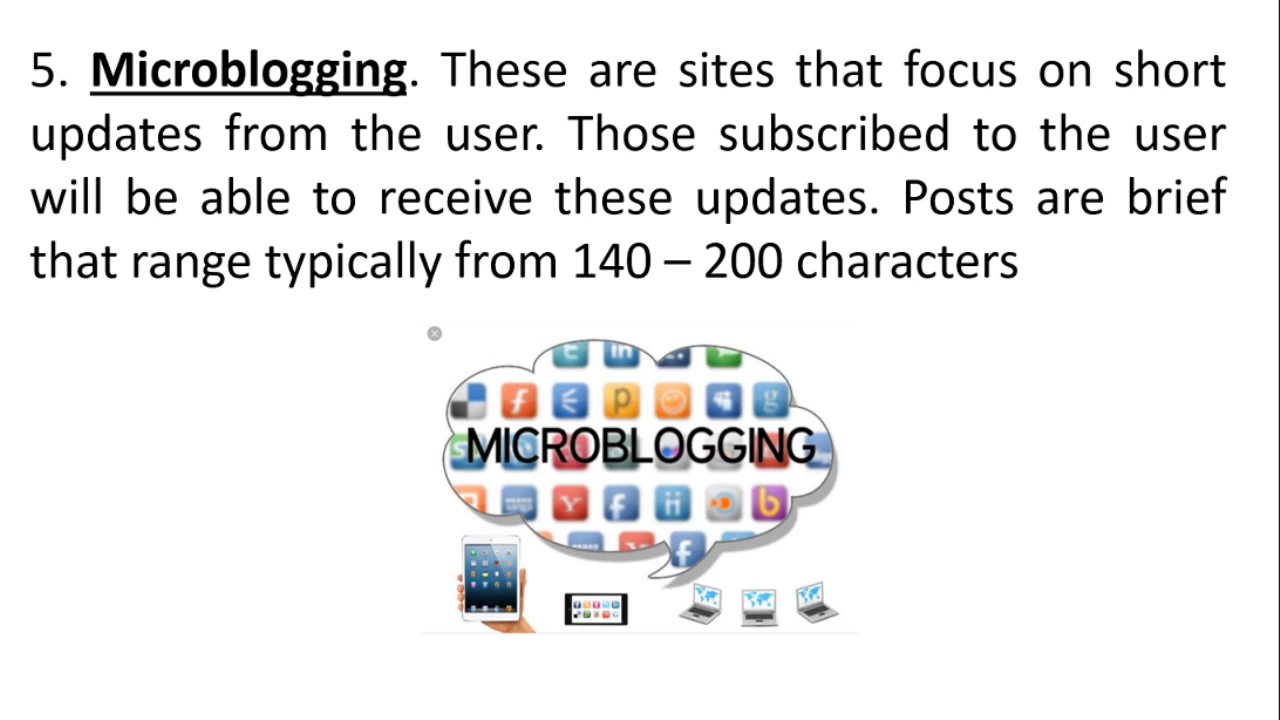 5. Microblogging. These are sites that focus on short
updates from the user. Those subscribed to the user
will be able to receive these updates. Posts are brief
that range typically from 140 – 200 characters
MICROBLOGGING